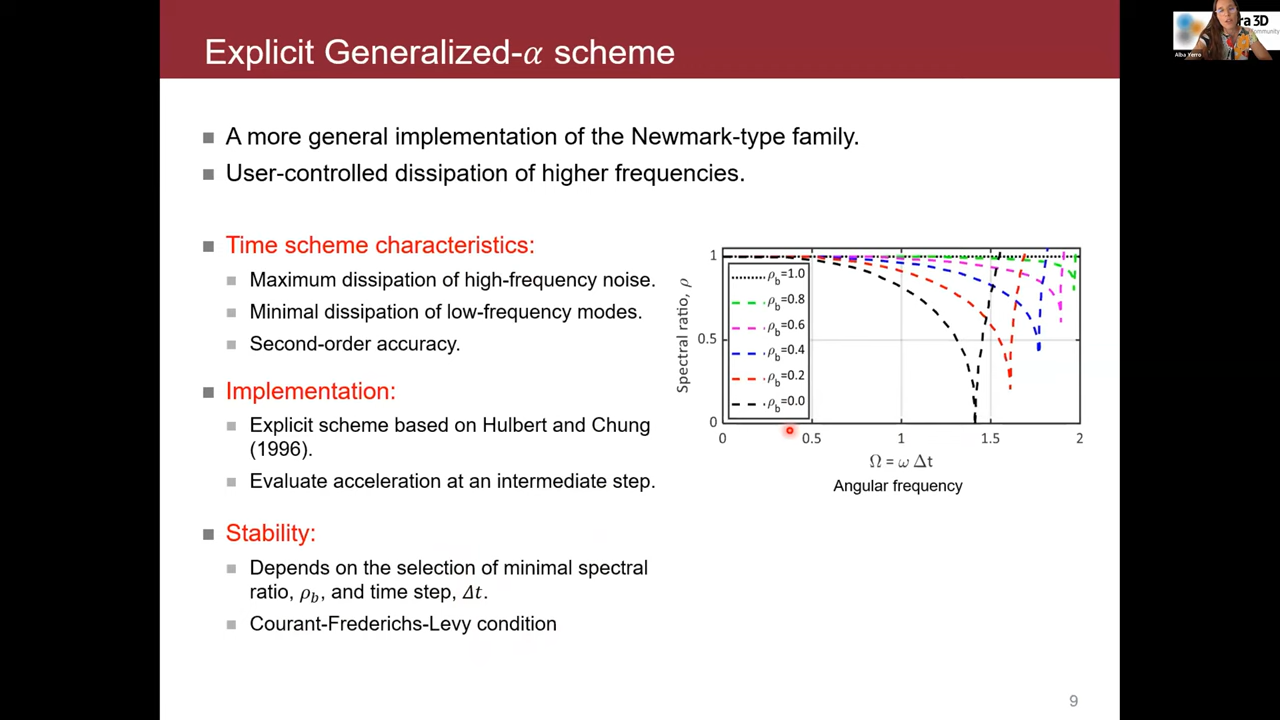 Explicit Generalized-α scheme
A more general implementation of the Newmark-type family.
User-controlled dissipation of higher frequencies.
Time scheme characteristics:
Maximum dissipation of high-frequency noise.
Minimal dissipation of low-frequency modes.
Second-order accuracy.
Implementation:
Explicit scheme based on Hulbert and Chung
(1996).
Evaluate acceleration at an intermediate step.
Stability:
Depends on the selection of minimal spectral
ratio, ρb, and time step, Δt.
Courant-Frederichs-Levy condition
Spectral ratio, ρ
1
0.5
0
ρb=1.0
ρb=0.8
ρb=0.6
ρb=0.4
ρb=0.2
ρb=0.0
0 0.5 1 1.5 2
Ω = ω Δt
Angular frequency
9
ra 3D
Community
Alba Yerro